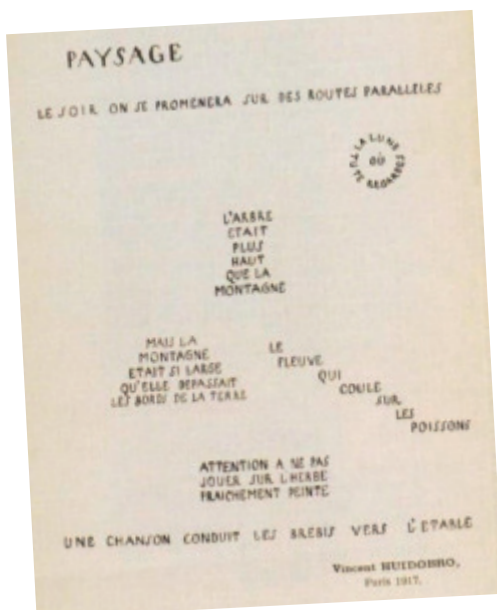 PAYSAGE
LE SOIR ON SE PROMENERA SUR DES ROUTES PARALLELES
LA LUNE
OÙ
TU TE REGARDES
L'ARBRE
ETAIT
PLUS
HAUT
QUE LA
MONTAGNE
MAIS LA
MONTAGNE
ETAIT SI LARGE
QU'ELLE DEPASSAIT
LES BORDS DE LA TERRE
LE
FLEUVE
QUI
COULE
SUR
LES
POISSONS
ATTENTION A NE PAS
JOUER SUR L'HERBE
FRAICHEMENT PEINTE
UNE CHANSON CONDUIT LES BREBIS VERS L'ETABLE
Vincent HUIDOBRO,
Paris 1917.